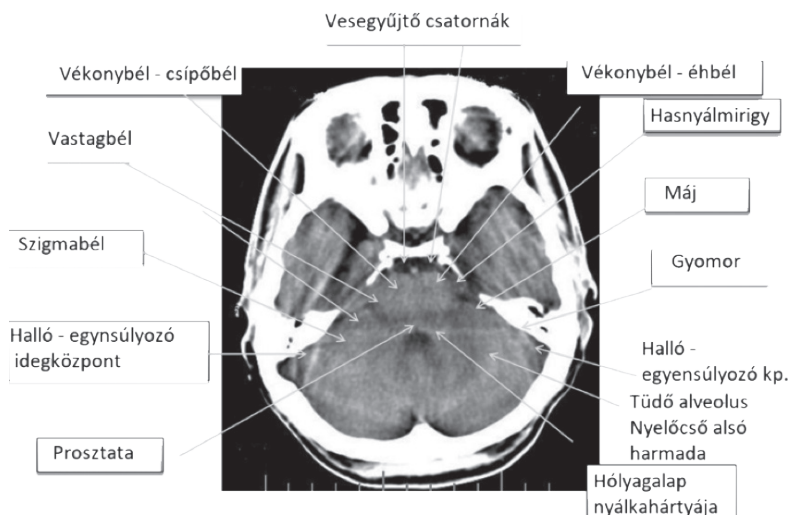 Vesegyűjtő csatornák
Vékonybél - csípőbél
Vékonybél - éhbél
Hasnyálmirigy
Vastagbél
Máj
Szigmabél
Gyomor
Halló - egynsúlyozó
idegközpont
Halló -
egyensúlyozó kp.
Tüdő alveolus
Nyelőcső alsó
harmada
Prosztata
Hólyagalap
nyálkahártyája